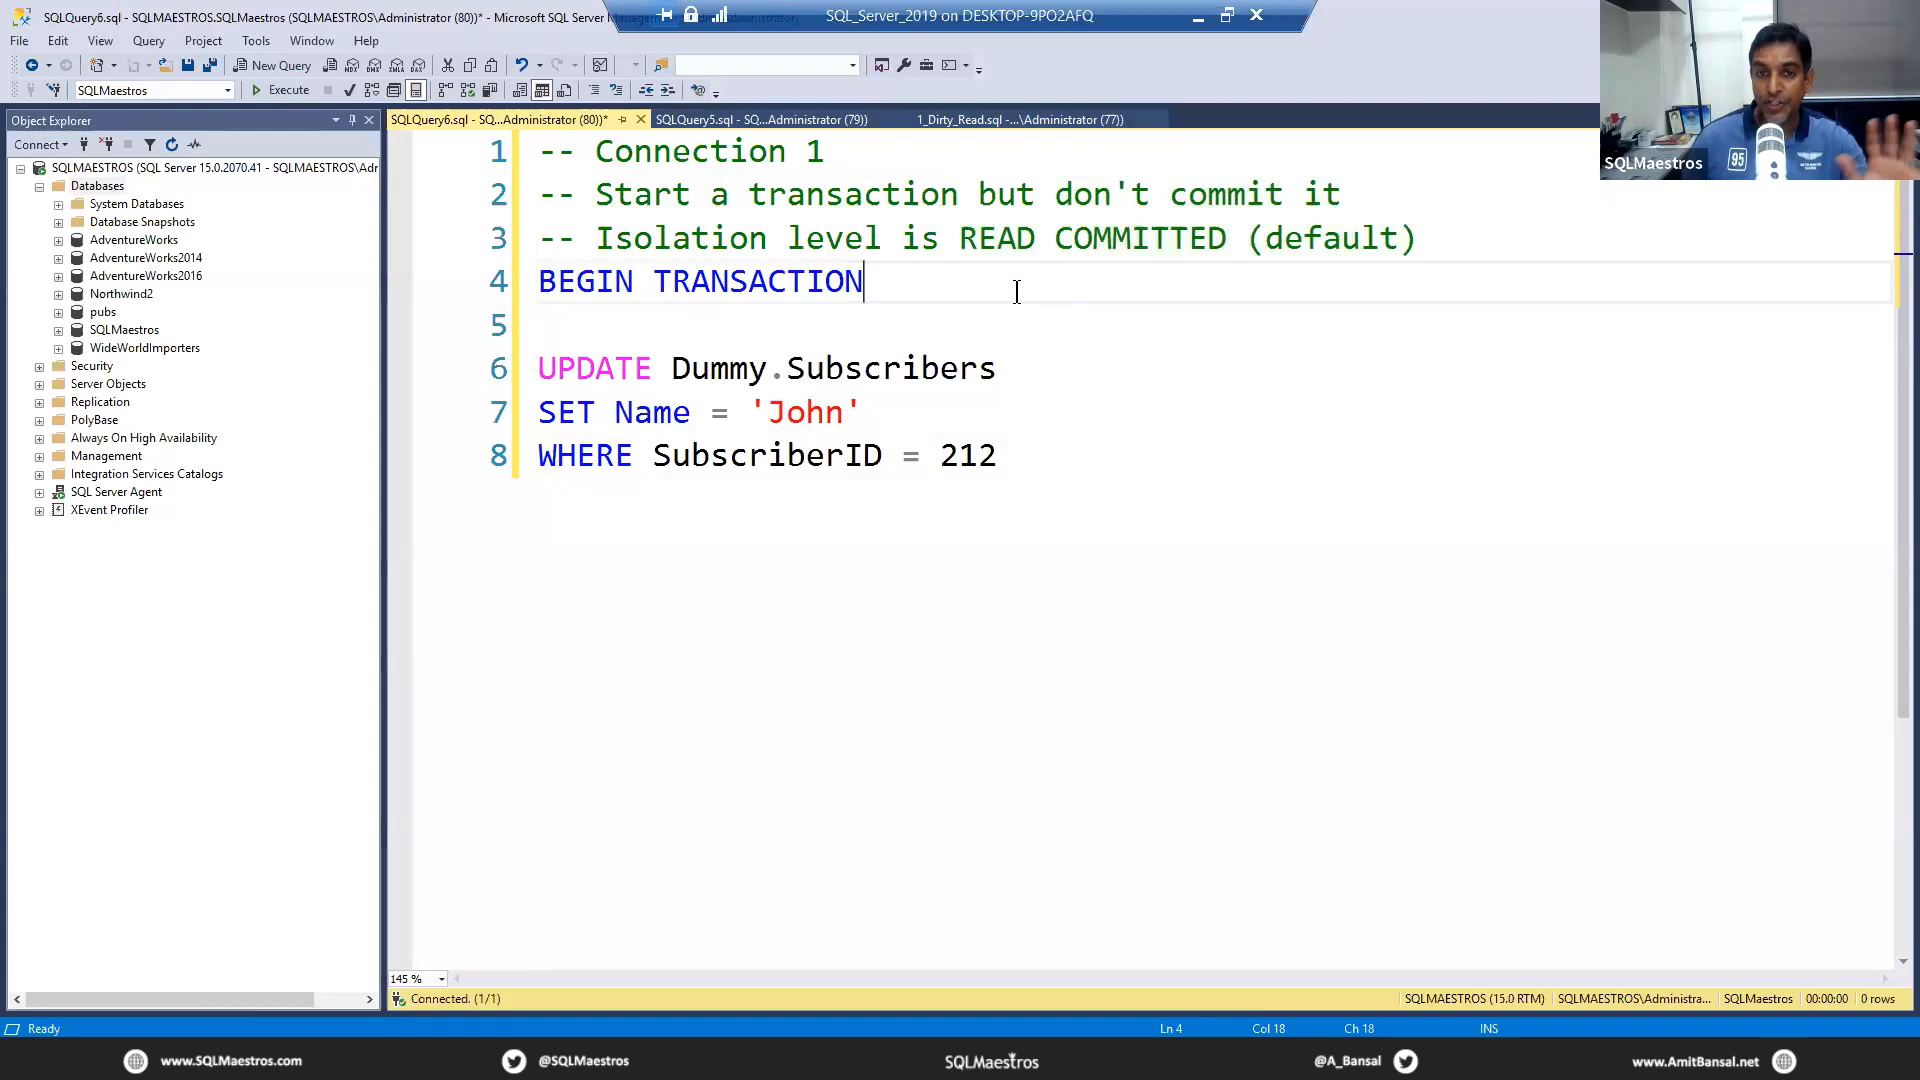 SQLQuery6.sql - SQLMAESTROS.SQLMaestros (SQLMAESTROS\Administrator (80))* - Microsoft SQL Server
SQL_Server_2019 on DESKTOP-9PO2AFQ
File Edit View Query Project Tools Window Help
New Query
SQLMaestros Execute
Object Explorer
Connect
SQLMAESTROS (SQL Server 15.0.2070.41 - SQLMAESTROS\Adr
Databases
System Databases
Database Snapshots
AdventureWorks
AdventureWorks2014
AdventureWorks2016
Northwind2
pubs
SQLMaestros
WideWorldImporters
Security
Server Objects
Replication
PolyBase
Always On High Availability
Management
Integration Services Catalogs
SQL Server Agent
XEvent Profiler
SQLQuery6.sql - SQ...Administrator (80))* SQLQuery5.sql - SQ...Administrator (79)) 1_Dirty_Read.sql -...\Administrator (77))
1 -- Connection 1
2 -- Start a transaction but don't commit it
3 -- Isolation level is READ COMMITTED (default)
4 BEGIN TRANSACTION
5
6 UPDATE Dummy.Subscribers
7 SET Name = 'John'
8 WHERE SubscriberID = 212
SQLMaestros
95
145 %
Connected. (1/1) SQLMAESTROS (15.0 RTM) SQLMAESTROS\Administra... SQLMaestros 00:00:00 0 rows
Ready Ln 4 Col 18 Ch 18 INS
www.SQLMaestros.com @SQLMaestros SQLMaestros @A_Bansal www.AmitBansal.net